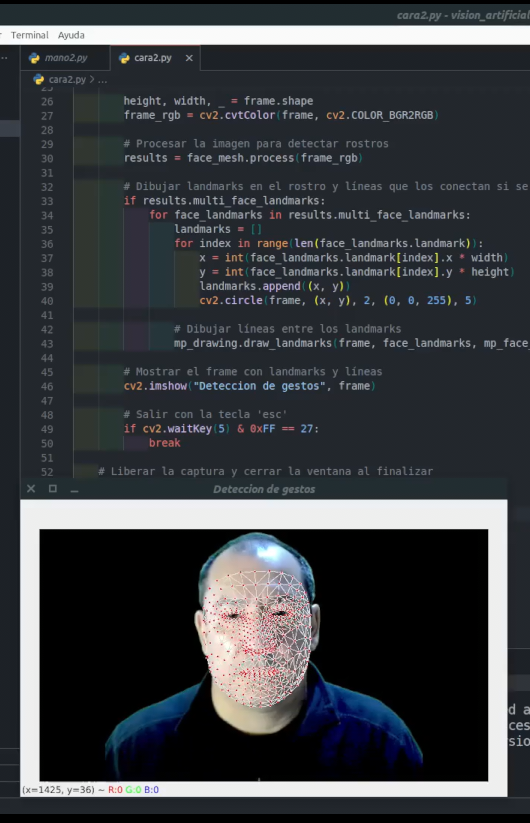 cara2.py - vision_artificial
Terminal Ayuda
mano2.py cara2.py ×
cara2.py > ...
26 height, width, _ = frame.shape
27 frame_rgb = cv2.cvtColor(frame, cv2.COLOR_BGR2RGB)
28
29 # Procesar la imagen para detectar rostros
30 results = face_mesh.process(frame_rgb)
31
32 # Dibujar landmarks en el rostro y líneas que los conectan si se
33 if results.multi_face_landmarks:
34 for face_landmarks in results.multi_face_landmarks:
35 landmarks = []
36 for index in range(len(face_landmarks.landmark)):
37 x = int(face_landmarks.landmark[index].x * width)
38 y = int(face_landmarks.landmark[index].y * height)
39 landmarks.append((x, y))
40 cv2.circle(frame, (x, y), 2, (0, 0, 255), 5)
41
42 # Dibujar líneas entre los landmarks
43 mp_drawing.draw_landmarks(frame, face_landmarks, mp_face_
44
45 # Mostrar el frame con landmarks y líneas
46 cv2.imshow("Deteccion de gestos", frame)
47
48 # Salir con la tecla 'esc'
49 if cv2.waitKey(5) & 0xFF == 27:
50 break
51
52 # Liberar la captura y cerrar la ventana al finalizar
Deteccion de gestos
d a
ces
sio
(x=1425, y=36) ~ R:0 G:0 B:0